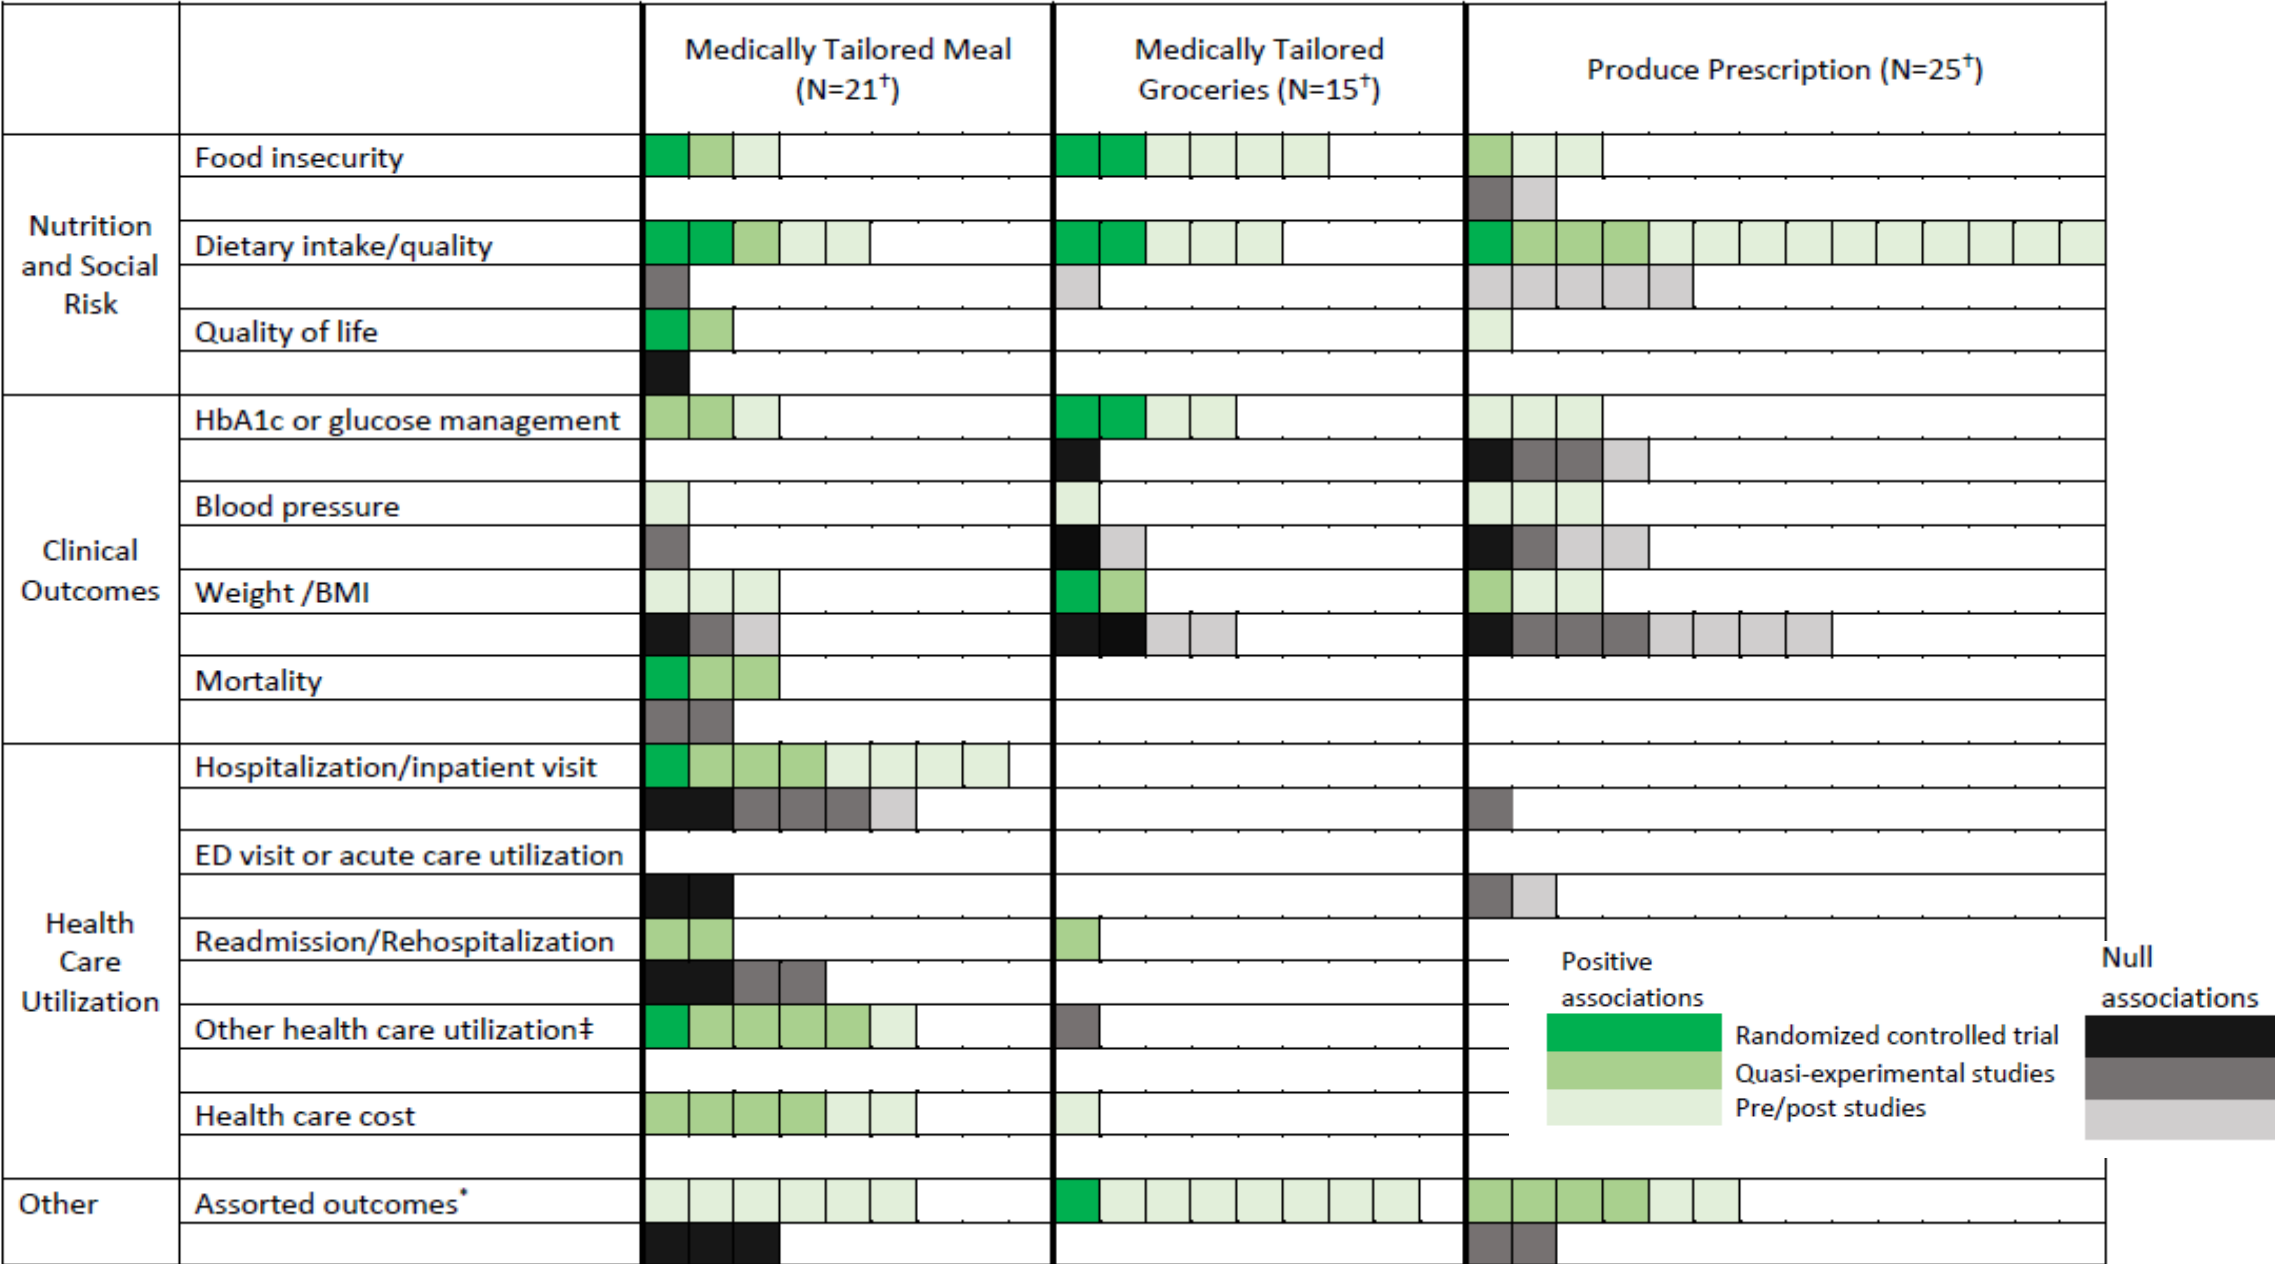 Medically Tailored Meal
(N=21†)
Medically Tailored
Groceries (N=15†)
Produce Prescription (N=25†)
Nutrition
and Social
Risk
Food insecurity
Dietary intake/quality
Quality of life
Clinical
Outcomes
HbA1c or glucose management
Blood pressure
Weight /BMI
Mortality
Health
Care
Utilization
Hospitalization/inpatient visit
ED visit or acute care utilization
Readmission/Rehospitalization
Other health care utilization‡
Health care cost
Positive
associations
Null
associations
Randomized controlled trial
Quasi-experimental studies
Pre/post studies
Other
Assorted outcomes*